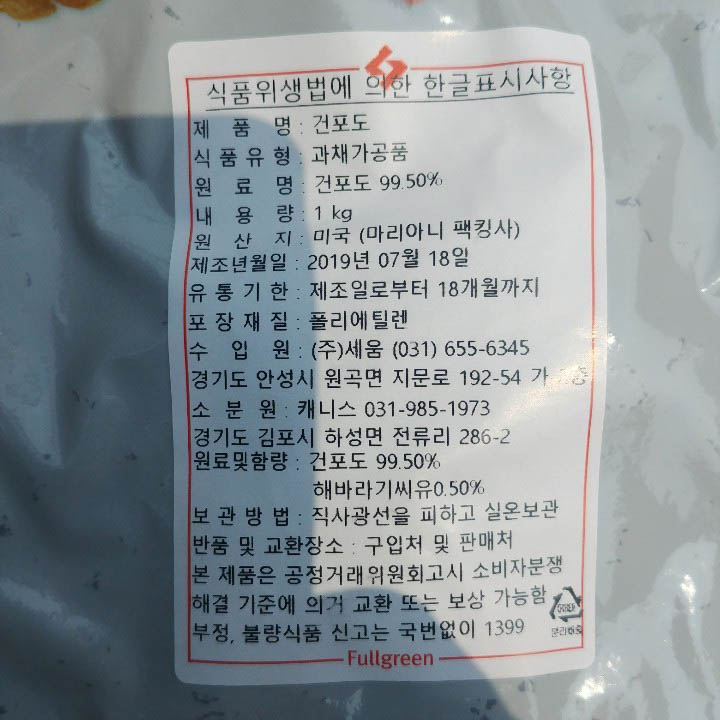 식품위생법에 의한 한글표시사항
제 품 명 : 건포도
식 품 유 형 : 과채가공품
원 료 명 : 건포도 99.50%
내 용 량 : 1 kg
원 산 지 : 미국 (마리아니 팩킹사)
제조년월일 : 2019년 07월 18일
유 통 기 한 : 제조일로부터 18개월까지
포 장 재 질 : 폴리에틸렌
수 입 원 : (주)세움 (031) 655-6345
경기도 안성시 원곡면 지문로 192-54 가 층
소 분 원 : 캐니스 031-985-1973
경기도 김포시 하성면 전류리 286-2
원료및함량 : 건포도 99.50%
해바라기씨유0.50%
보 관 방 법 : 직사광선을 피하고 실온보관
반품 및 교환장소 : 구입처 및 판매처
본 제품은 공정거래위원회고시 소비자분쟁
해결 기준에 의거 교환 또는 보상 가능함
부정, 불량식품 신고는 국번없이 1399
분리배출
Fullgreen